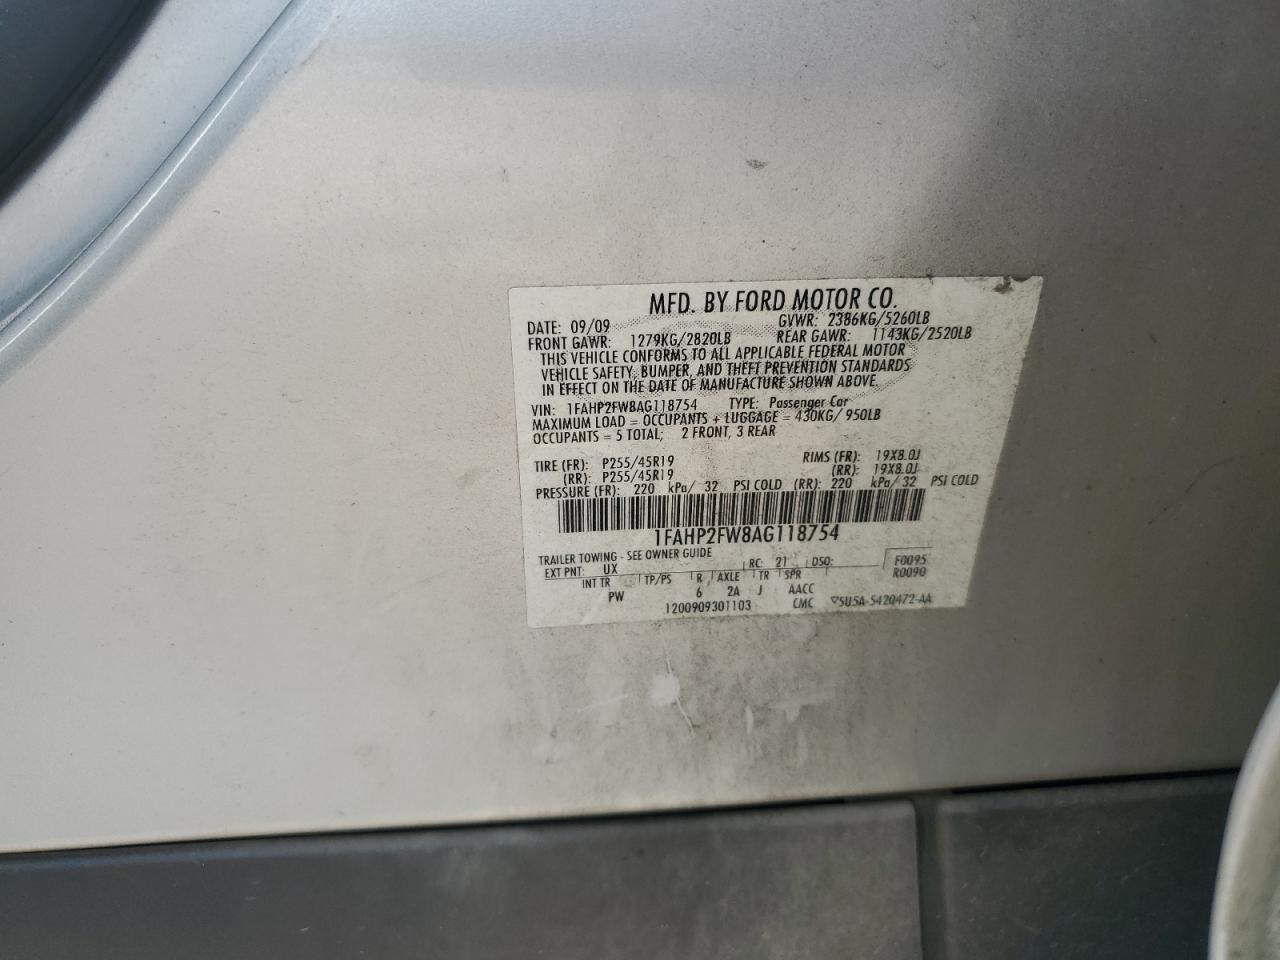 MFD. BY FORD MOTOR CO.
DATE: 09/09 GVWR: 2386KG/5260LB
FRONT GAWR: 1279KG/2820LB REAR GAWR: 1143KG/2520LB
THIS VEHICLE CONFORMS TO ALL APPLICABLE FEDERAL MOTOR
VEHICLE SAFETY, BUMPER, AND THEFT PREVENTION STANDARDS
IN EFFECT ON THE DATE OF MANUFACTURE SHOWN ABOVE.
VIN: 1FAHP2FW8AG118754 TYPE: Passenger Car
MAXIMUM LOAD = OCCUPANTS + LUGGAGE = 430KG/ 950LB
OCCUPANTS = 5 TOTAL; 2 FRONT, 3 REAR
TIRE (FR): P255/45R19 RIMS (FR): 19X8.0J
(RR): P255/45R19 (RR): 19X8.0J
PRESSURE (FR): 220 kPa/ 32 PSI COLD (RR): 220 kPa/ 32 PSI COLD
1FAHP2FW8AG118754
TRAILER TOWING - SEE OWNER GUIDE
EXT PNT: UX RC: 21 DSO: F0095
INT TR TP/PS R AXLE TR SPR R0090
PW 6 2A J AACC
1200909301103 CMC ▽5U5A-5420472-AA